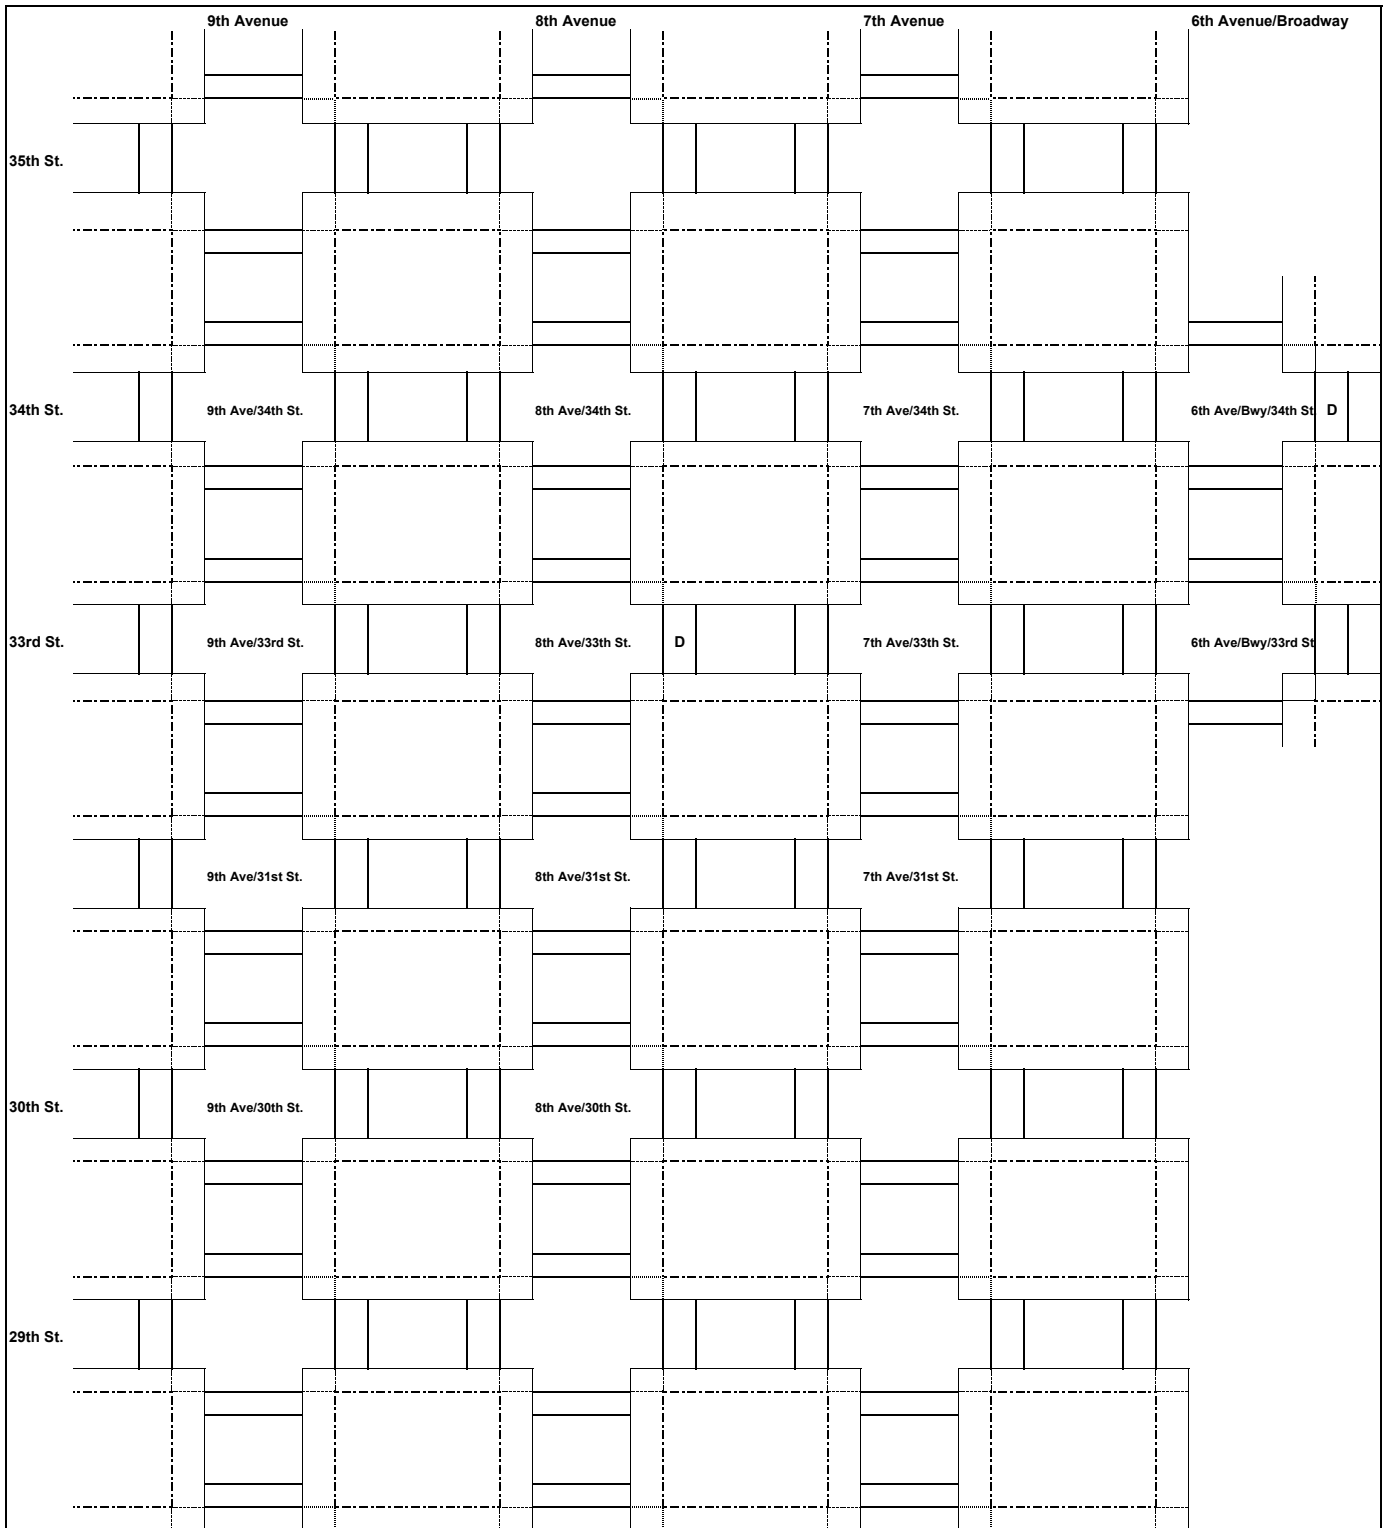 9th Avenue 8th Avenue 7th Avenue 6th Avenue/Broadway
35th St.
34th St. 9th Ave/34th St. 8th Ave/34th St. 7th Ave/34th St. 6th Ave/Bwy/34th St. D
33rd St. 9th Ave/33rd St. 8th Ave/33th St. D 7th Ave/33th St. 6th Ave/Bwy/33rd St
9th Ave/31st St. 8th Ave/31st St. 7th Ave/31st St.
30th St. 9th Ave/30th St. 8th Ave/30th St.
29th St.